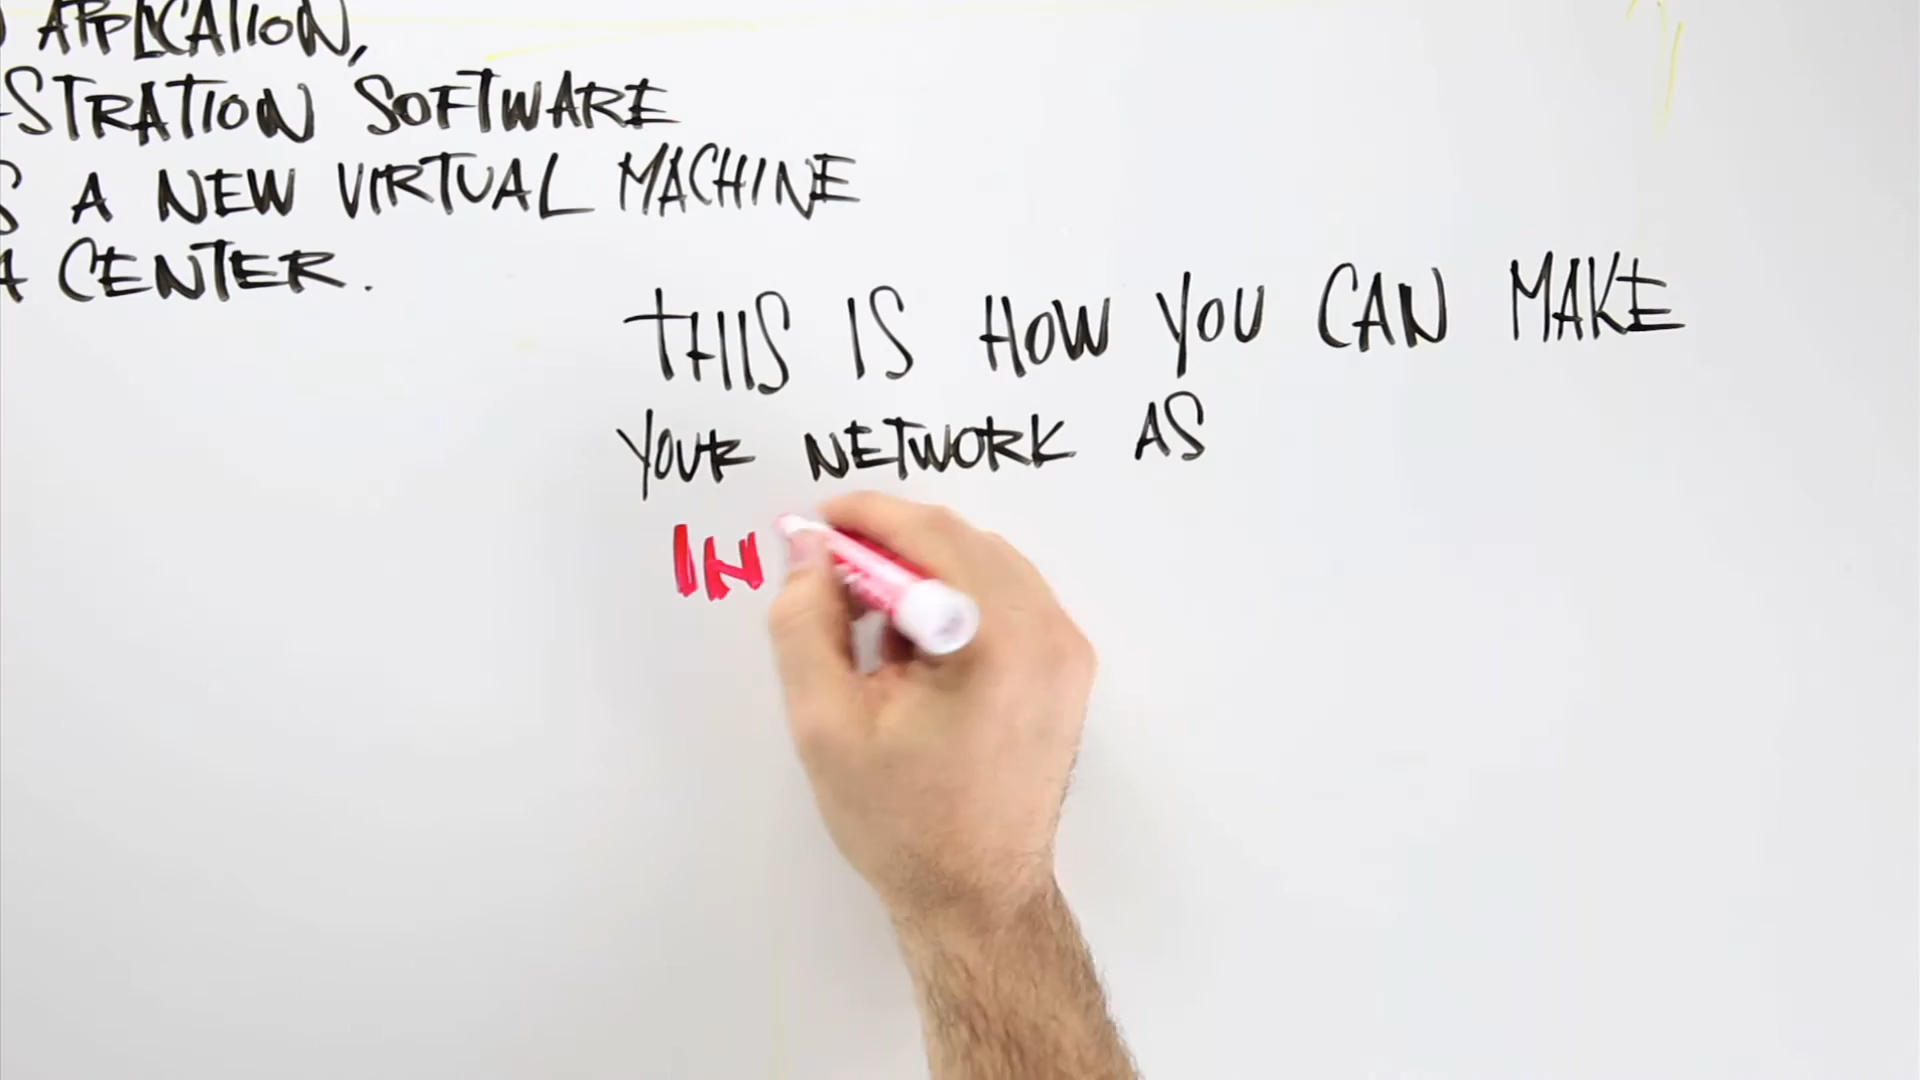 APPLICATION,
STRATION SOFTWARE
S A NEW VIRTUAL MACHINE
A CENTER.
THIS IS HOW YOU CAN MAKE
YOUR NETWORK AS
IN